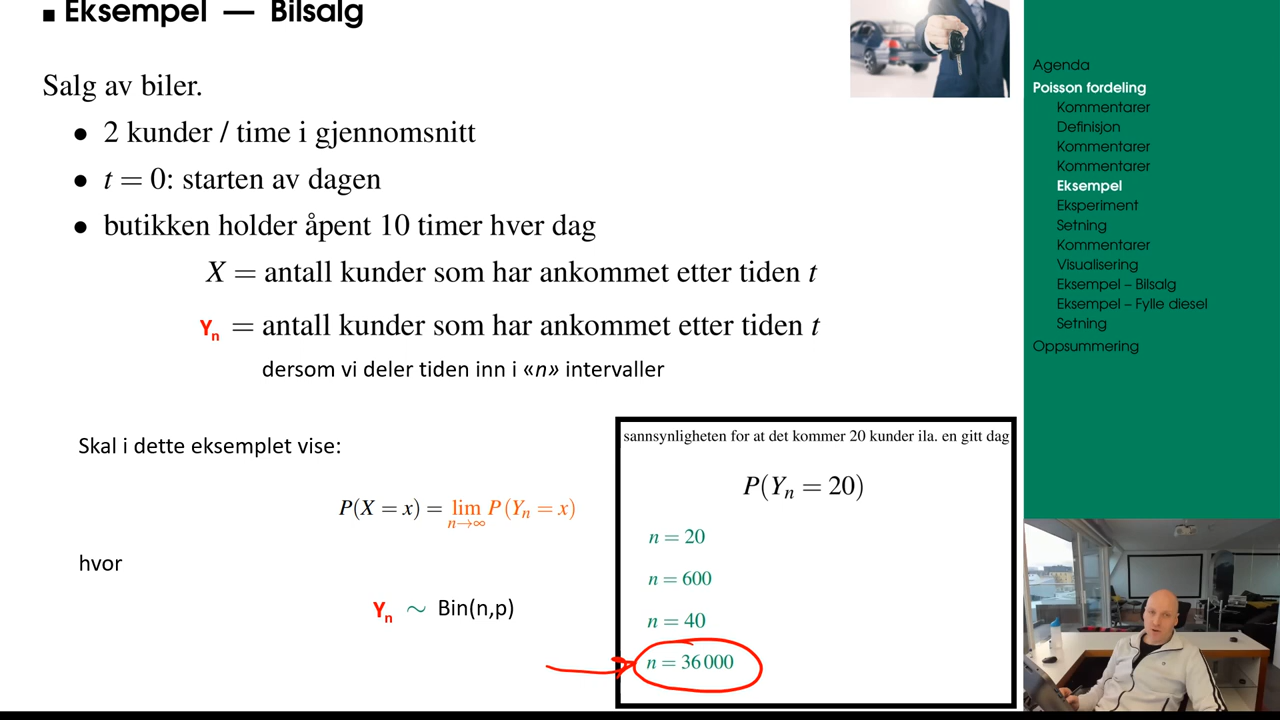 Eksempel — Bilsalg
Salg av biler.
• 2 kunder / time i gjennomsnitt
• t = 0: starten av dagen
• butikken holder åpent 10 timer hver dag
X = antall kunder som har ankommet etter tiden t
Yn = antall kunder som har ankommet etter tiden t
dersom vi deler tiden inn i «n» intervaller
Skal i dette eksemplet vise:
P(X = x) = lim n→∞ P(Yn = x)
hvor
Yn ~ Bin(n,p)
sannsynligheten for at det kommer 20 kunder ila. en gitt dag
P(Yn = 20)
n = 20
n = 600
n = 40
n = 36 000
Agenda
Poisson fordeling
Kommentarer
Definisjon
Kommentarer
Kommentarer
Eksempel
Eksperiment
Setning
Kommentarer
Visualisering
Eksempel – Bilsalg
Eksempel – Fylle diesel
Setning
Oppsummering